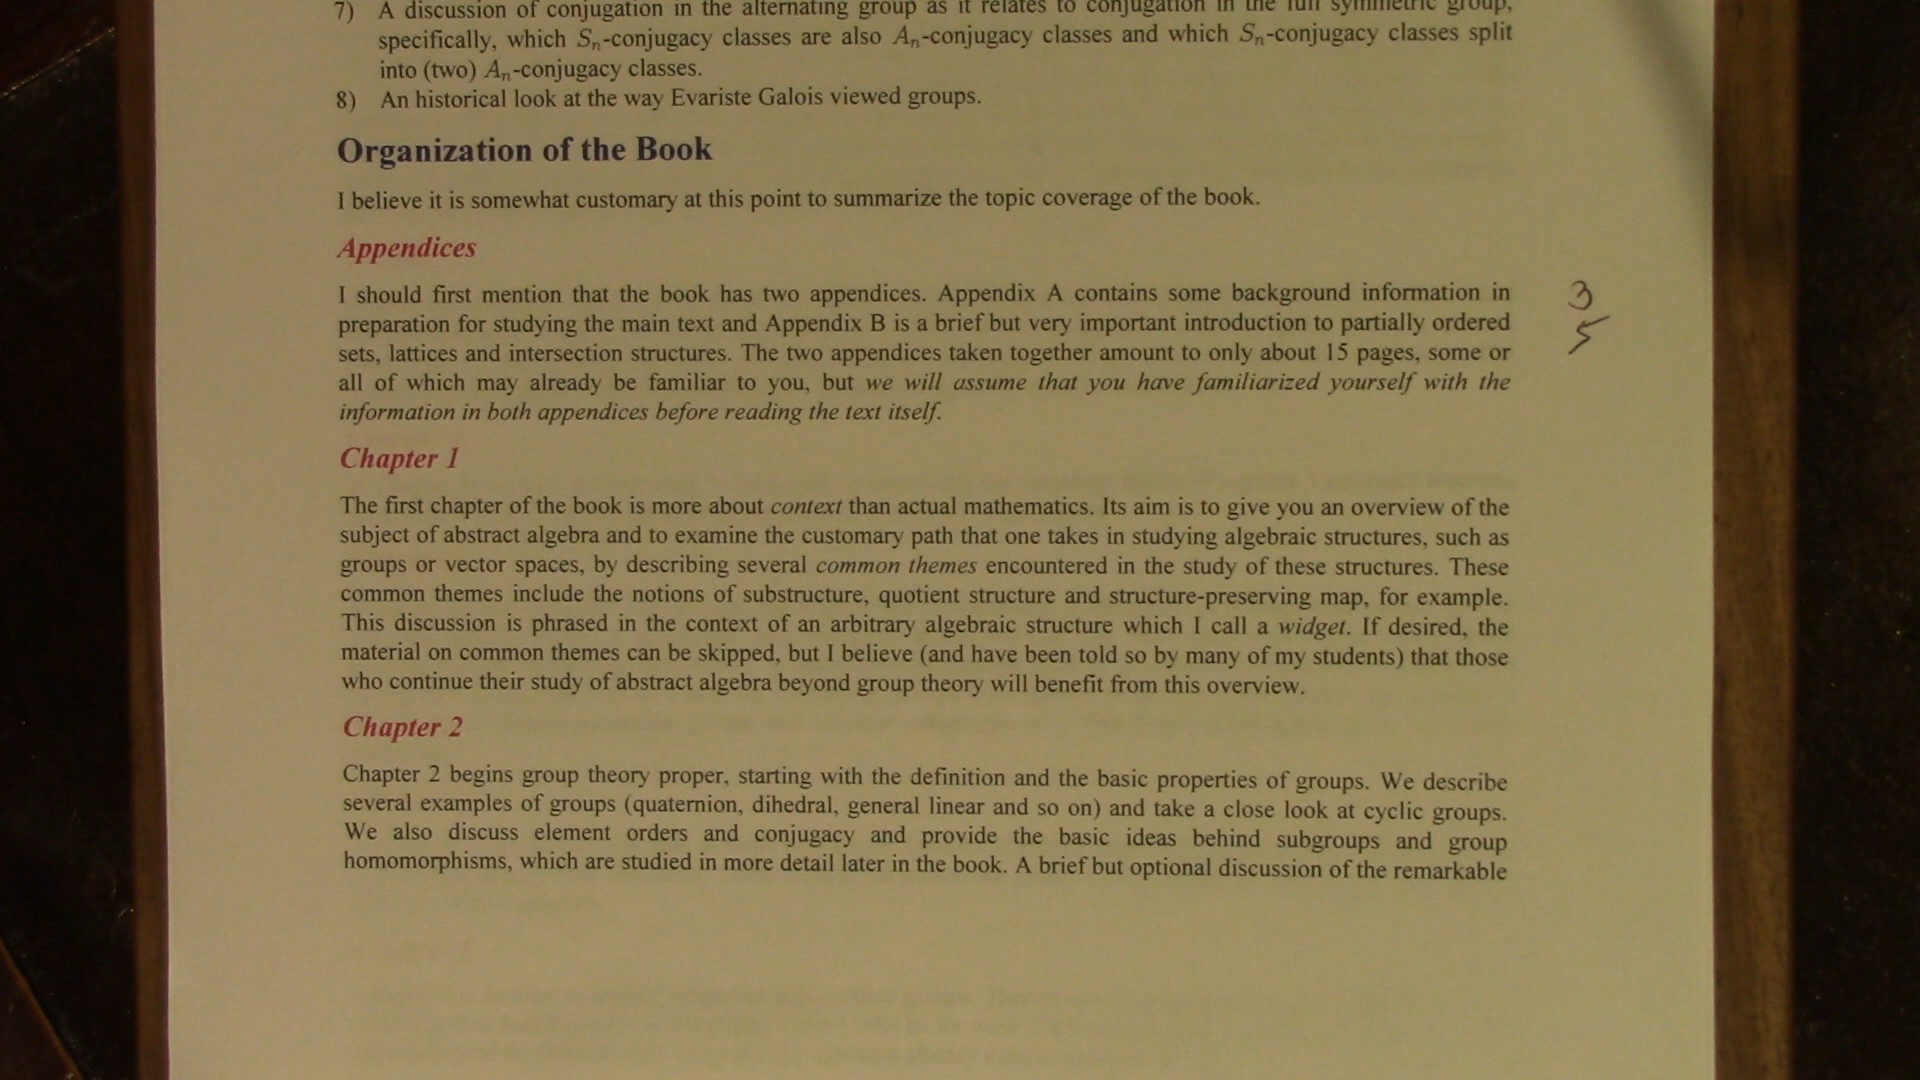 7) A discussion of conjugation in the alternating group as it relates to conjugation in the full symmetric group,
specifically, which Sₙ-conjugacy classes are also Aₙ-conjugacy classes and which Sₙ-conjugacy classes split
into (two) Aₙ-conjugacy classes.
8) An historical look at the way Evariste Galois viewed groups.
Organization of the Book
I believe it is somewhat customary at this point to summarize the topic coverage of the book.
Appendices
I should first mention that the book has two appendices. Appendix A contains some background information in
preparation for studying the main text and Appendix B is a brief but very important introduction to partially ordered
sets, lattices and intersection structures. The two appendices taken together amount to only about 15 pages, some or
all of which may already be familiar to you, but we will assume that you have familiarized yourself with the
information in both appendices before reading the text itself.
3
5
Chapter 1
The first chapter of the book is more about context than actual mathematics. Its aim is to give you an overview of the
subject of abstract algebra and to examine the customary path that one takes in studying algebraic structures, such as
groups or vector spaces, by describing several common themes encountered in the study of these structures. These
common themes include the notions of substructure, quotient structure and structure-preserving map, for example.
This discussion is phrased in the context of an arbitrary algebraic structure which I call a widget. If desired, the
material on common themes can be skipped, but I believe (and have been told so by many of my students) that those
who continue their study of abstract algebra beyond group theory will benefit from this overview.
Chapter 2
Chapter 2 begins group theory proper, starting with the definition and the basic properties of groups. We describe
several examples of groups (quaternion, dihedral, general linear and so on) and take a close look at cyclic groups.
We also discuss element orders and conjugacy and provide the basic ideas behind subgroups and group
homomorphisms, which are studied in more detail later in the book. A brief but optional discussion of the remarkable